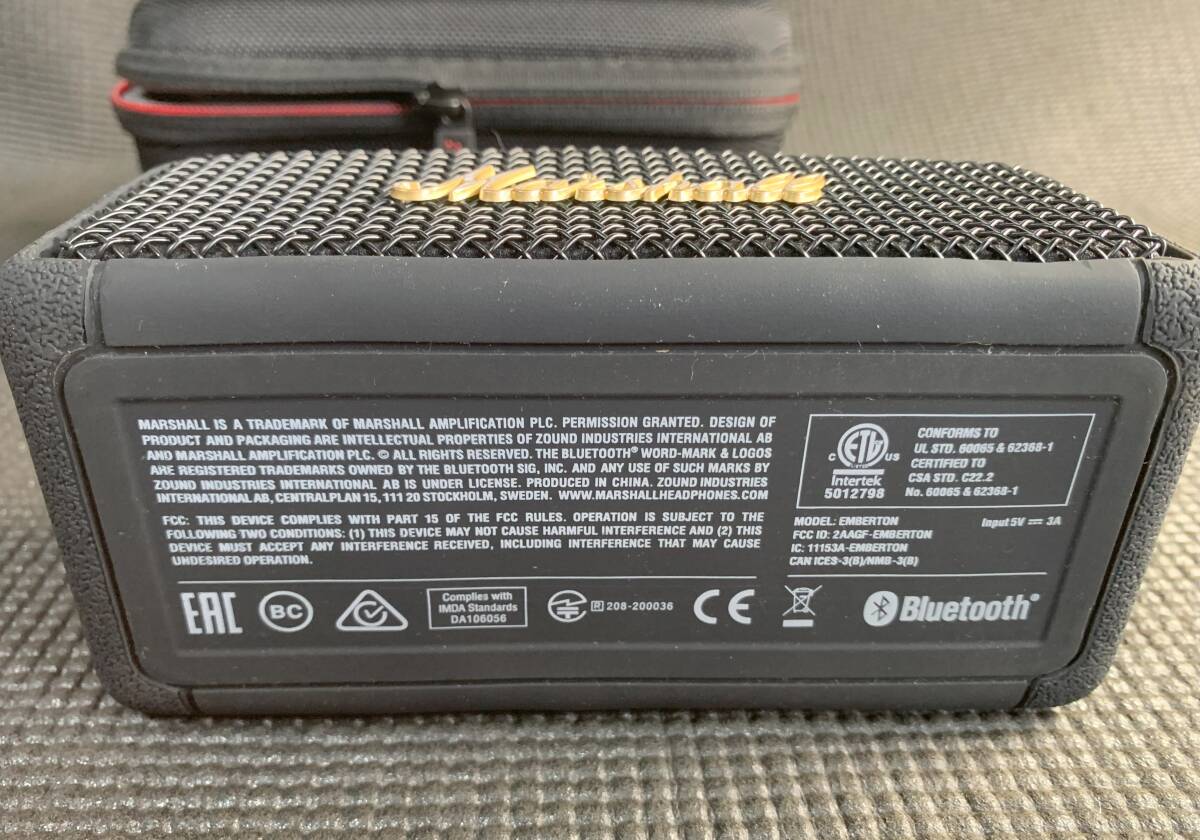 Marshall
MARSHALL IS A TRADEMARK OF MARSHALL AMPLIFICATION PLC. PERMISSION GRANTED. DESIGN OF
PRODUCT AND PACKAGING ARE INTELLECTUAL PROPERTIES OF ZOUND INDUSTRIES INTERNATIONAL AB
AND MARSHALL AMPLIFICATION PLC. © ALL RIGHTS RESERVED. THE BLUETOOTH® WORD-MARK & LOGOS
ARE REGISTERED TRADEMARKS OWNED BY THE BLUETOOTH SIG, INC. AND ANY USE OF SUCH MARKS BY
ZOUND INDUSTRIES INTERNATIONAL AB IS UNDER LICENSE. PRODUCED IN CHINA. ZOUND INDUSTRIES
INTERNATIONAL AB, CENTRALPLAN 15, 111 20 STOCKHOLM, SWEDEN. WWW.MARSHALLHEADPHONES.COM
FCC: THIS DEVICE COMPLIES WITH PART 15 OF THE FCC RULES. OPERATION IS SUBJECT TO THE
FOLLOWING TWO CONDITIONS: (1) THIS DEVICE MAY NOT CAUSE HARMFUL INTERFERENCE AND (2) THIS
DEVICE MUST ACCEPT ANY INTERFERENCE RECEIVED, INCLUDING INTERFERENCE THAT MAY CAUSE
UNDESIRED OPERATION.
C ETL US
LISTED
Intertek
5012798
CONFORMS TO
UL STD. 60065 & 62368-1
CERTIFIED TO
CSA STD. C22.2
No. 60065 & 62368-1
MODEL: EMBERTON Input 5V ⎓ 3A
FCC ID: 2AAGF-EMBERTON
IC: 11153A-EMBERTON
CAN ICES-3(B)/NMB-3(B)
EAC
BC
Complies with
IMDA Standards
DA106056
R 208-200036
CE
Bluetooth®